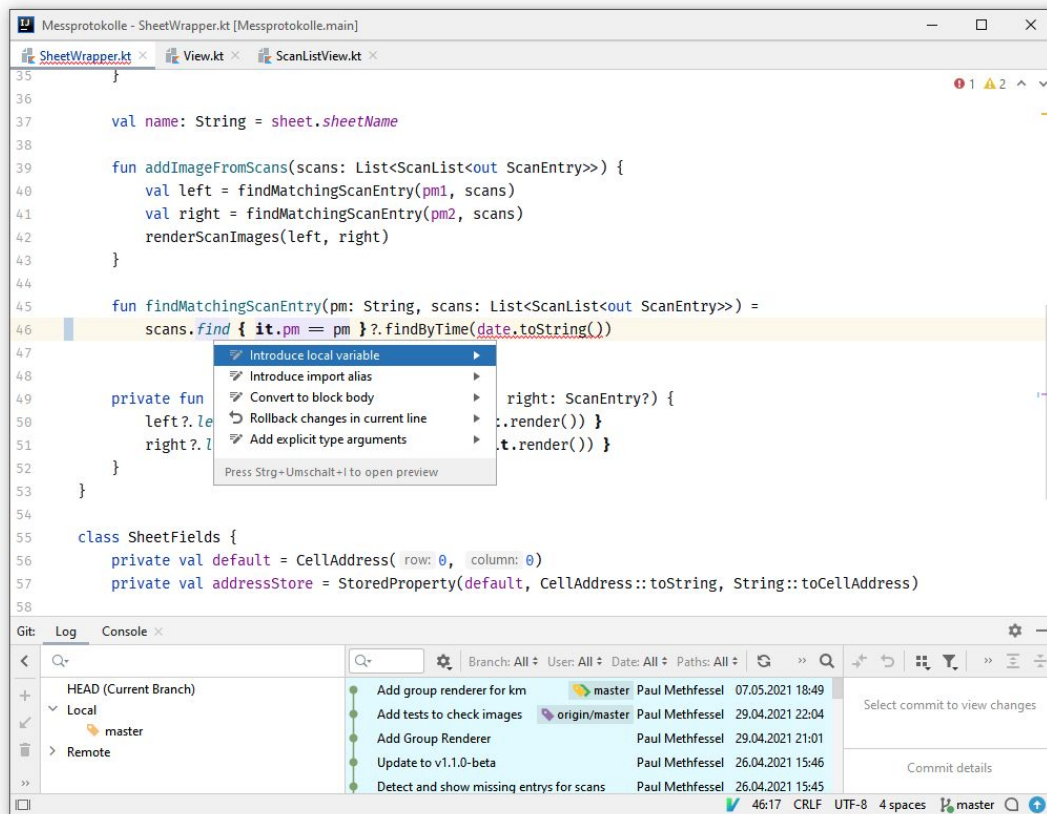 Messprotokolle - SheetWrapper.kt [Messprotokolle.main]
SheetWrapper.kt View.kt ScanListView.kt
35 }
1 2
36
37 val name: String = sheet.sheetName
38
39 fun addImageFromScans(scans: List<ScanList<out ScanEntry>>) {
40 val left = findMatchingScanEntry(pm1, scans)
41 val right = findMatchingScanEntry(pm2, scans)
42 renderScanImages(left, right)
43 }
44
45 fun findMatchingScanEntry(pm: String, scans: List<ScanList<out ScanEntry>>) =
46 scans.find { it.pm == pm }?.findByTime(date.toString())
47
Introduce local variable
48
Introduce import alias
49 private fun right: ScanEntry?) {
Convert to block body
50 left?.le .render()) }
Rollback changes in current line
51 right?.l t.render()) }
Add explicit type arguments
52 }
Press Strg+Umschalt+I to open preview
53 }
54
55 class SheetFields {
56 private val default = CellAddress( row: 0, column: 0)
57 private val addressStore = StoredProperty(default, CellAddress::toString, String::toCellAddress)
58
Git: Log Console
Branch: All User: All Date: All Paths: All
HEAD (Current Branch)
Local
master
Remote
Add group renderer for km master Paul Methfessel 07.05.2021 18:49
Add tests to check images origin/master Paul Methfessel 29.04.2021 22:04
Add Group Renderer Paul Methfessel 29.04.2021 21:01
Update to v1.1.0-beta Paul Methfessel 26.04.2021 15:46
Detect and show missing entrys for scans Paul Methfessel 26.04.2021 15:45
Select commit to view changes
Commit details
46:17 CRLF UTF-8 4 spaces master